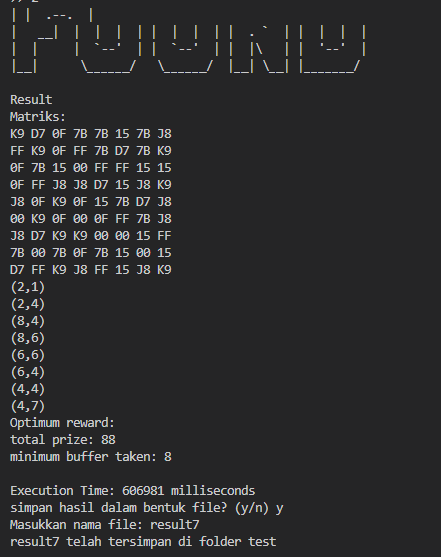 Result
Matriks:
K9 D7 0F 7B 7B 15 7B J8
FF K9 0F FF 7B D7 7B K9
0F 7B 15 00 FF FF 15 15
0F FF J8 J8 D7 15 J8 K9
J8 0F K9 0F 15 7B D7 J8
00 K9 0F 00 0F FF 7B J8
J8 D7 K9 K9 00 00 15 FF
7B 00 7B 0F 7B 15 00 15
D7 FF K9 J8 FF 15 J8 K9
(2,1)
(2,4)
(8,4)
(8,6)
(6,6)
(6,4)
(4,4)
(4,7)
Optimum reward:
total prize: 88
minimum buffer taken: 8
Execution Time: 606981 milliseconds
simpan hasil dalam bentuk file? (y/n) y
Masukkan nama file: result7
result7 telah tersimpan di folder test